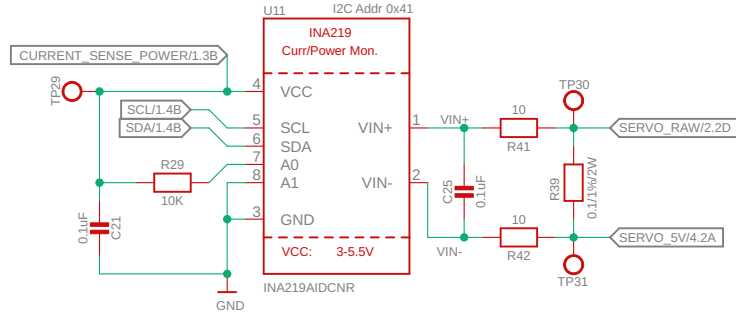 U11
I2C Addr 0x41
INA219
Curr/Power Mon.
CURRENT_SENSE_POWER/1.3B
TP29
4
VCC
SCL/1.4B
5
SCL
SDA/1.4B
6
SDA
R29
10K
7
A0
8
A1
3
GND
0.1uF
C21
VIN+
1
VIN-
2
VIN+
VIN-
C25
0.1uF
10
R41
10
R42
TP30
SERVO_RAW/2.2D
R39
0.1/1%/2W
SERVO_5V/4.2A
TP31
VCC: 3-5.5V
INA219AIDCNR
GND